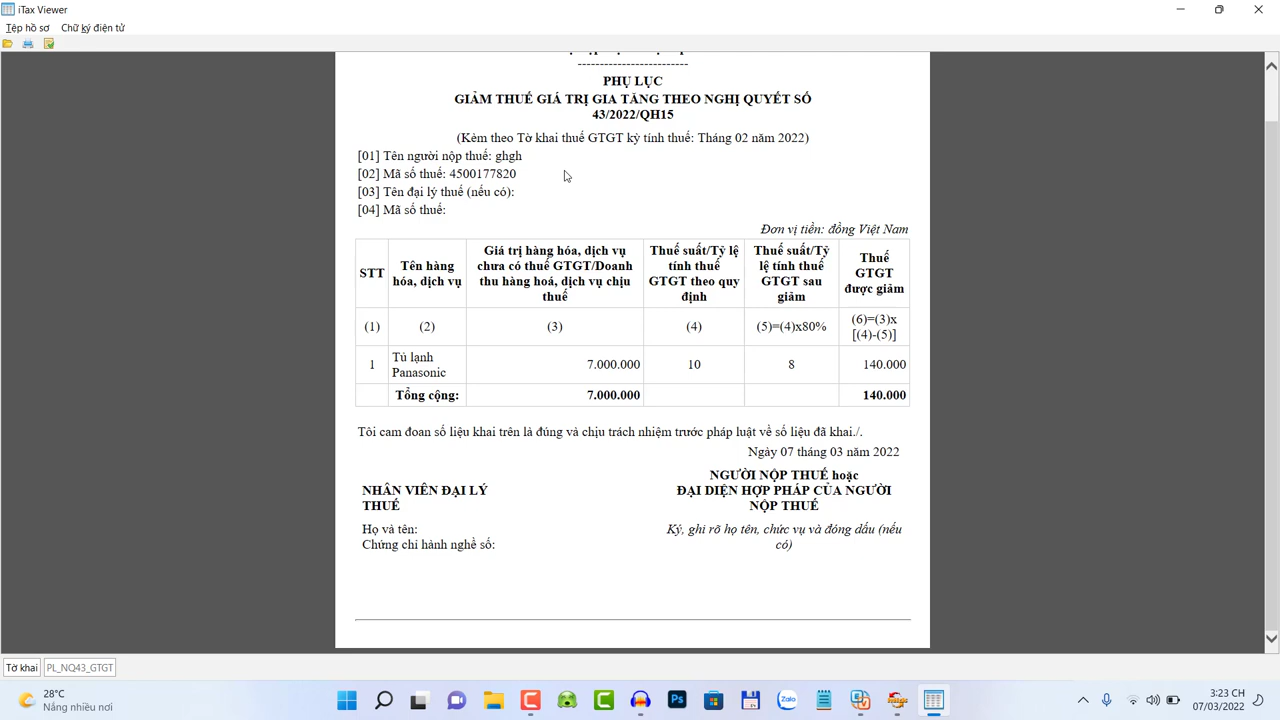 iTax Viewer
Tệp hồ sơ Chữ ký điện tử
-------------------------
PHỤ LỤC
GIẢM THUẾ GIÁ TRỊ GIA TĂNG THEO NGHỊ QUYẾT SỐ
43/2022/QH15
(Kèm theo Tờ khai thuế GTGT kỳ tính thuế: Tháng 02 năm 2022)
[01] Tên người nộp thuế: ghgh
[02] Mã số thuế: 4500177820
[03] Tên đại lý thuế (nếu có):
[04] Mã số thuế:
Đơn vị tiền: đồng Việt Nam
STT
Tên hàng
hóa, dịch vụ
Giá trị hàng hóa, dịch vụ
chưa có thuế GTGT/Doanh
thu hàng hoá, dịch vụ chịu
thuế
Thuế suất/Tỷ lệ
tính thuế
GTGT theo quy
định
Thuế suất/Tỷ
lệ tính thuế
GTGT sau
giảm
Thuế
GTGT
được giảm
(1) (2) (3) (4) (5)=(4)x80% (6)=(3)x
[(4)-(5)]
1 Tủ lạnh
Panasonic 7.000.000 10 8 140.000
Tổng cộng: 7.000.000 140.000
Tôi cam đoan số liệu khai trên là đúng và chịu trách nhiệm trước pháp luật về số liệu đã khai./.
Ngày 07 tháng 03 năm 2022
NHÂN VIÊN ĐẠI LÝ
THUẾ
Họ và tên:
Chứng chỉ hành nghề số:
NGƯỜI NỘP THUẾ hoặc
ĐẠI DIỆN HỢP PHÁP CỦA NGƯỜI
NỘP THUẾ
Ký, ghi rõ họ tên, chức vụ và đóng dấu (nếu
có)
Tờ khai PL_NQ43_GTGT
28°C
Nắng nhiều nơi
Ps
Zalo
3:23 CH
07/03/2022